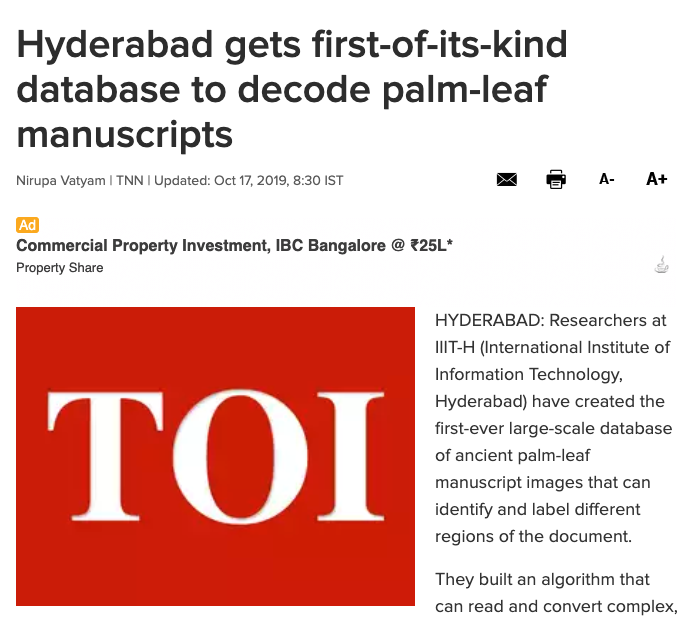 Hyderabad gets first-of-its-kind
database to decode palm-leaf
manuscripts
Nirupa Vatyam | TNN | Updated: Oct 17, 2019, 8:30 IST
A-
A+
Ad
Commercial Property Investment, IBC Bangalore @ ₹25L*
Property Share
TOI
HYDERABAD: Researchers at
IIIT-H (International Institute of
Information Technology,
Hyderabad) have created the
first-ever large-scale database
of ancient palm-leaf
manuscript images that can
identify and label different
regions of the document.
They built an algorithm that
can read and convert complex,